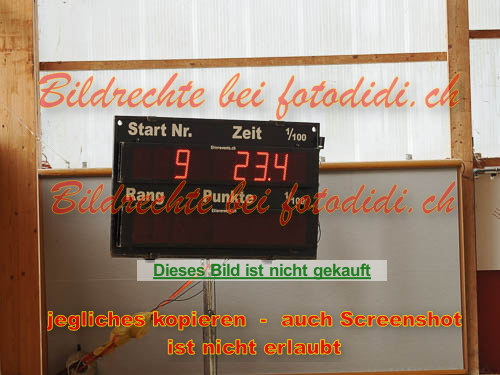 Bildrechte bei fotodidi.ch
Start Nr. Zeit 1/100
9 23.4
Bildrechte bei fotodidi.ch
Rang Punkte 1/100
Dieses Bild ist nicht gekauft
jegliches kopieren - auch Screenshot
ist nicht erlaubt